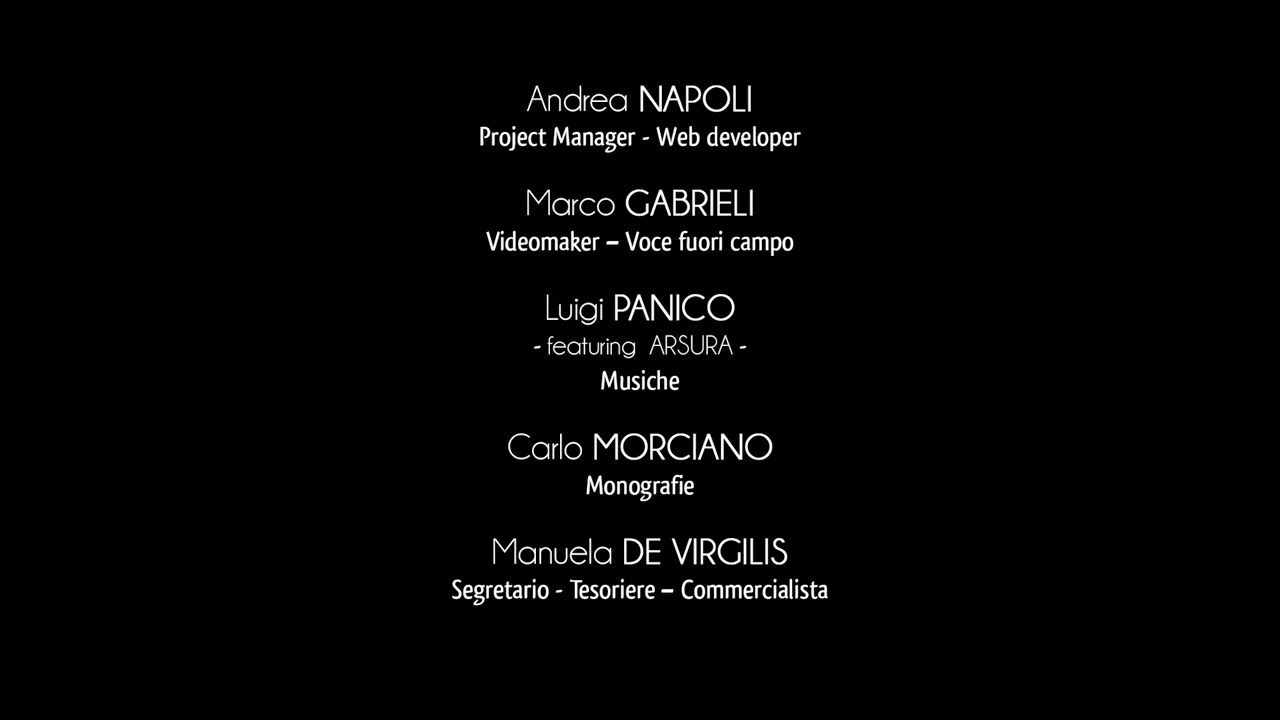 Andrea NAPOLI
Project Manager - Web developer
Marco GABRIELI
Videomaker – Voce fuori campo
Luigi PANICO
- featuring ARSURA -
Musiche
Carlo MORCIANO
Monografie
Manuela DE VIRGILIS
Segretario - Tesoriere – Commercialista